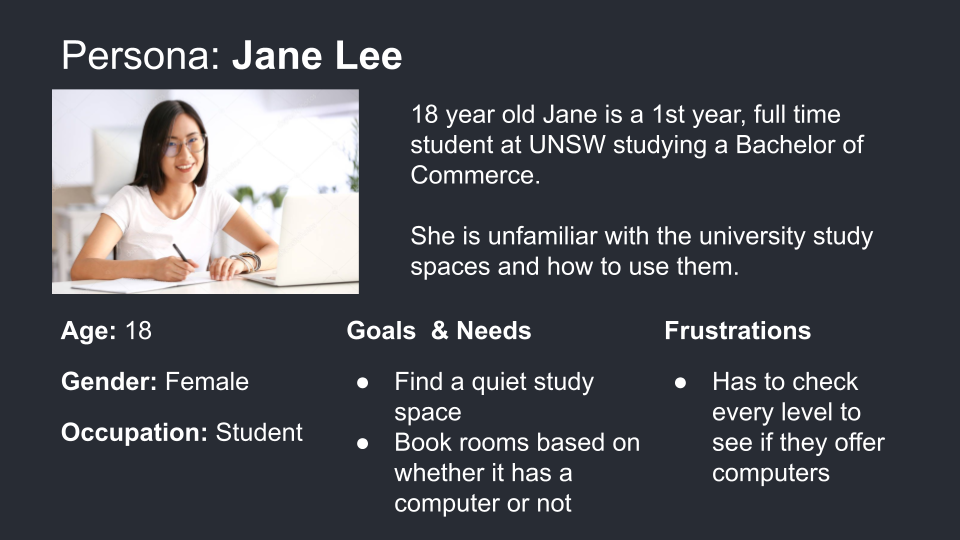 Persona: Jane Lee
18 year old Jane is a 1st year, full time
student at UNSW studying a Bachelor of
Commerce.
She is unfamiliar with the university study
spaces and how to use them.
Age: 18
Gender: Female
Occupation: Student
Goals  & Needs
● Find a quiet study
space
● Book rooms based on
whether it has a
computer or not
Frustrations
● Has to check
every level to
see if they offer
computers